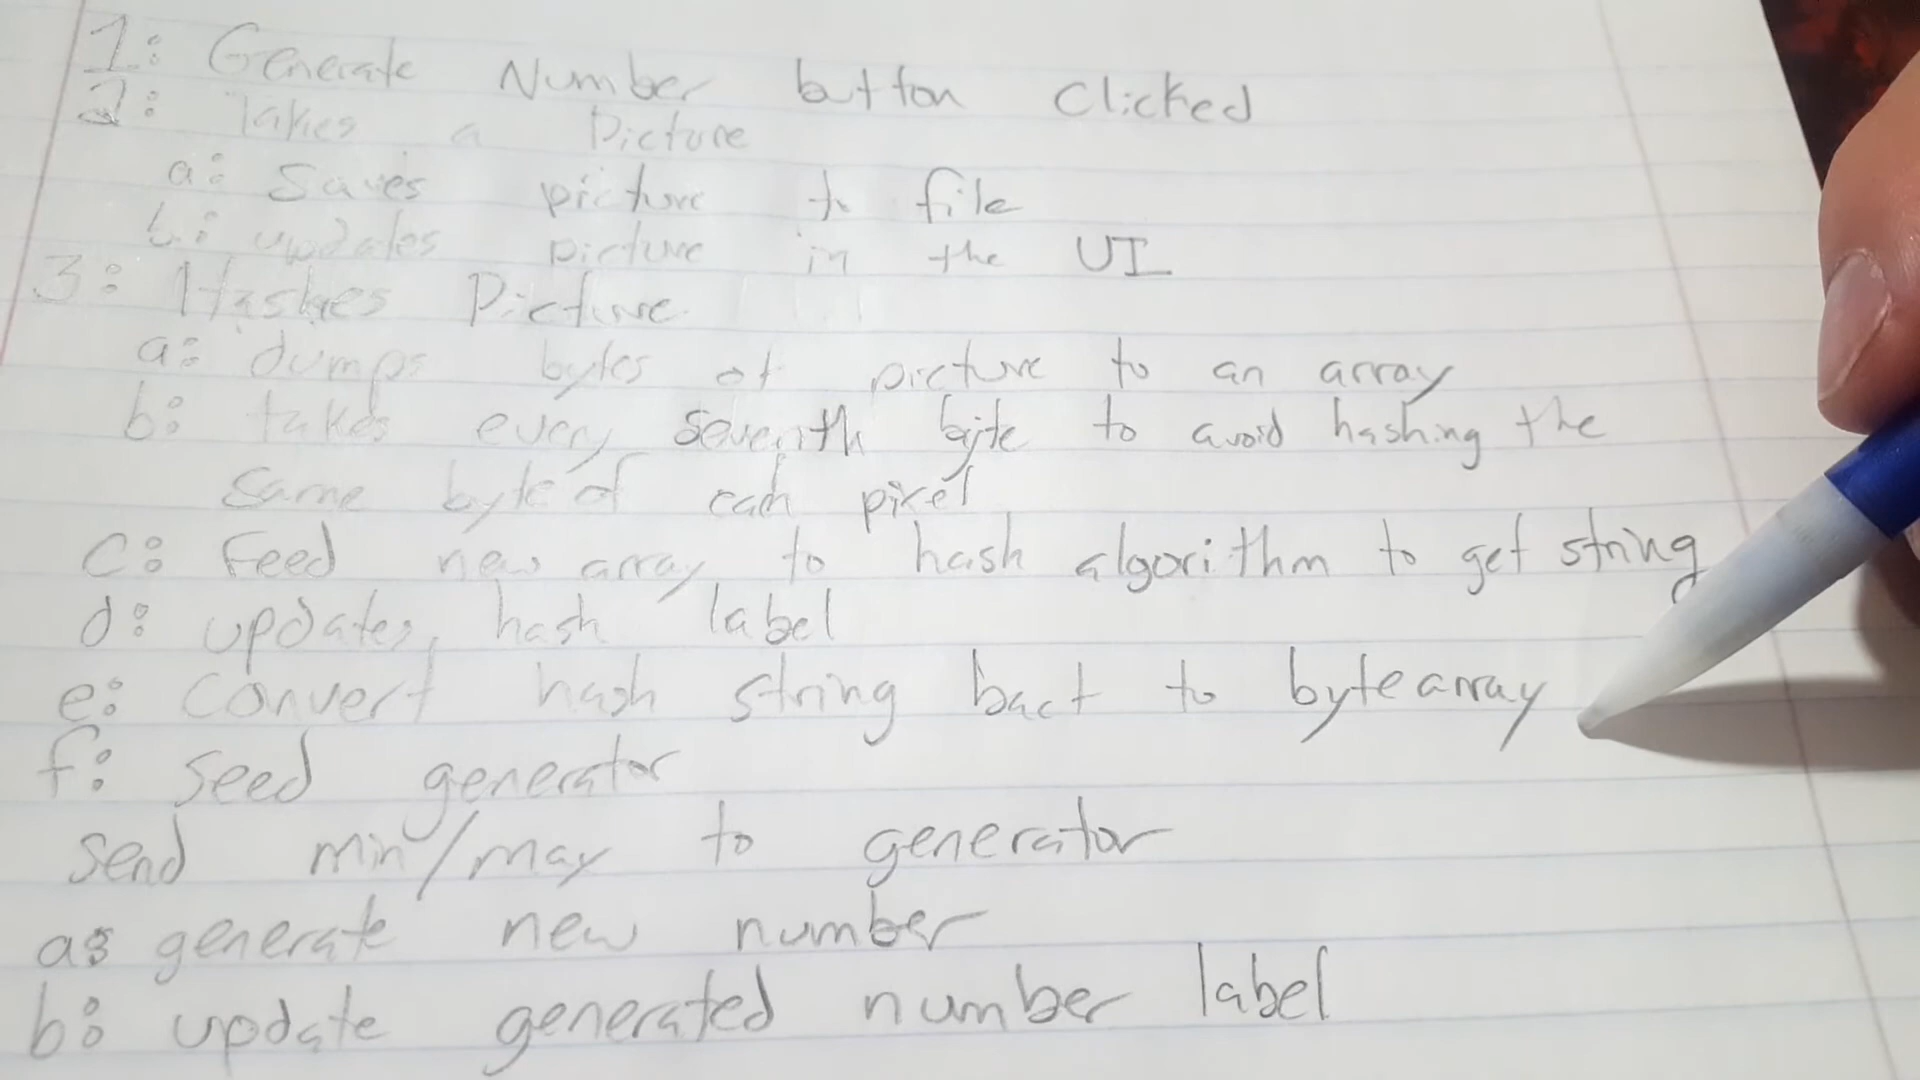 1: Generate Number button Clicked
2: Takes a Picture
a: Saves picture to file
b: updates picture in the UI
3: Hashes Picture
a: dumps bytes of picture to an array
b: takes every seventh byte to avoid hashing the
same byte of each pixel
C: Feed new array to hash algorithm to get string
d: updates hash label
e: Convert hash string bact to bytearray
f: seed generator
send min/max to generator
a: generate new number
b: update generated number label